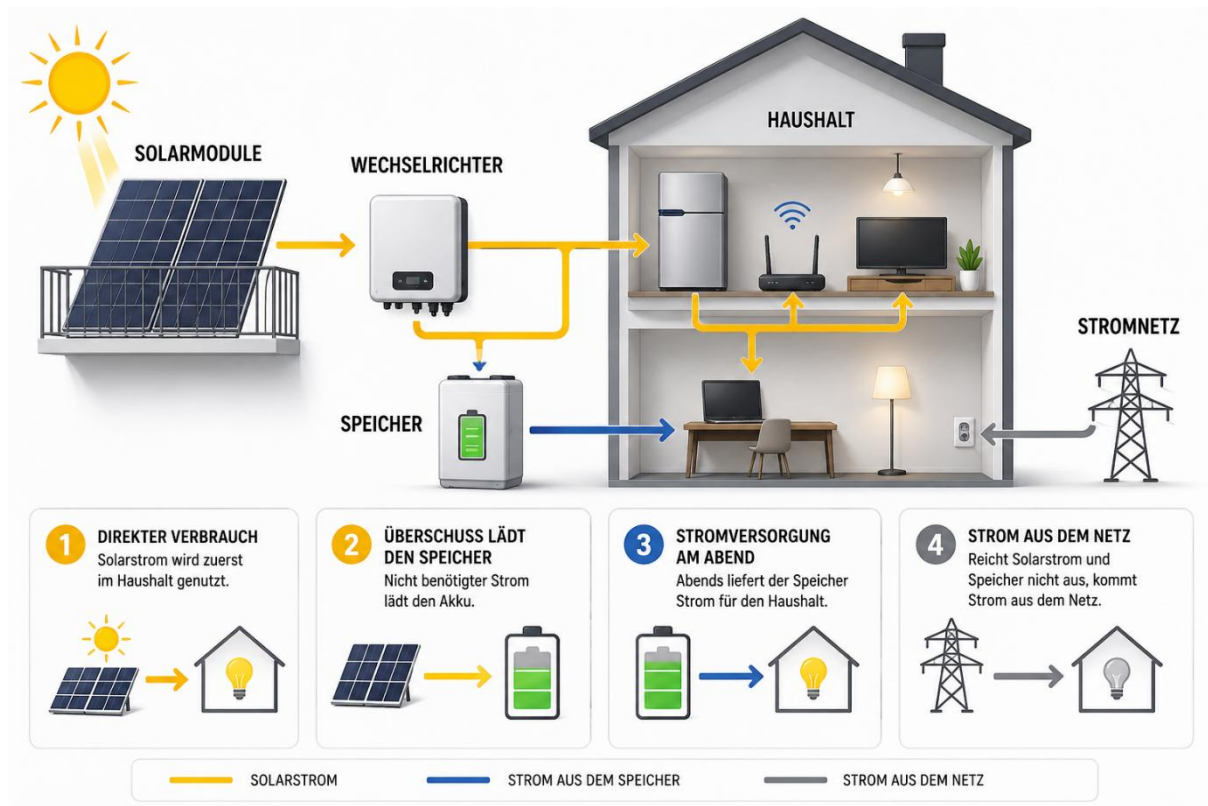 SOLARMODULE
WECHSELRICHTER
HAUSHALT
STROMNETZ
SPEICHER
1
DIREKTER VERBRAUCH
Solarstrom wird zuerst
im Haushalt genutzt.
2
ÜBERSCHUSS LÄDT
DEN SPEICHER
Nicht benötigter Strom
lädt den Akku.
3
STROMVERSORGUNG
AM ABEND
Abends liefert der Speicher
Strom für den Haushalt.
4
STROM AUS DEM NETZ
Reicht Solarstrom und
Speicher nicht aus, kommt
Strom aus dem Netz.
SOLARSTROM
STROM AUS DEM SPEICHER
STROM AUS DEM NETZ